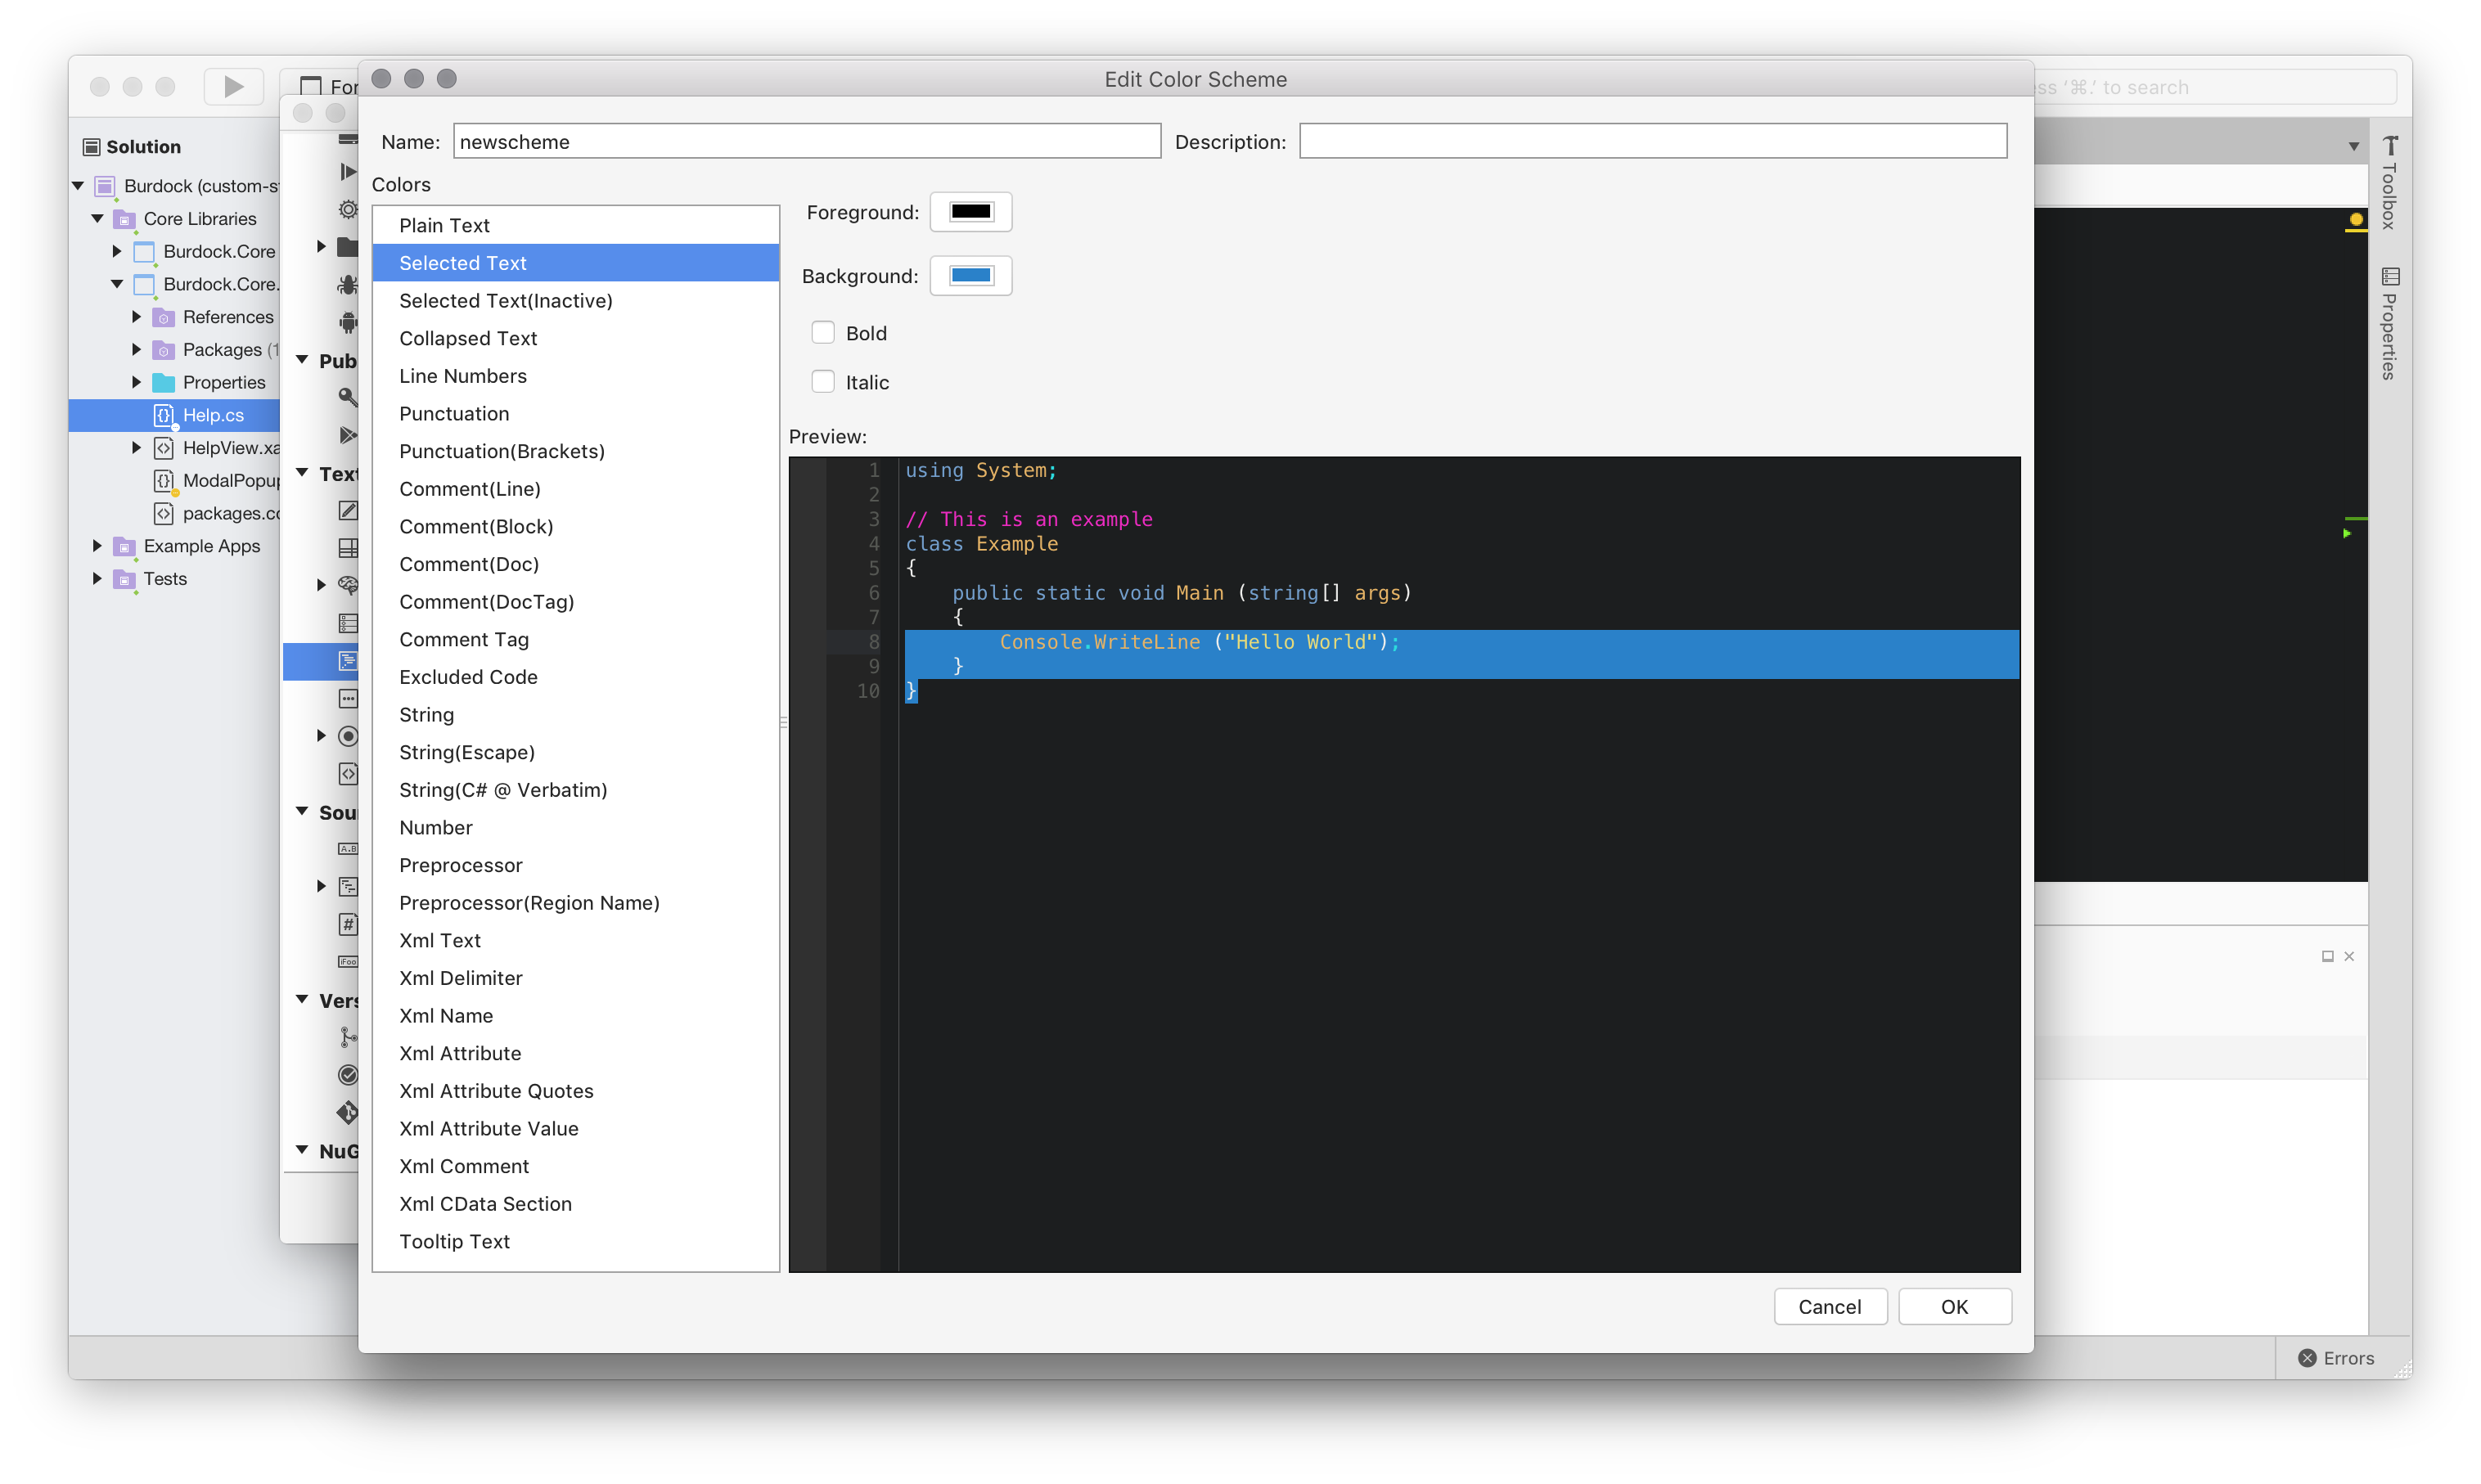 For
Edit Color Scheme
ess ‘⌘.’ to search
Solution
Burdock (custom-s
Core Libraries
Burdock.Core
Burdock.Core.
References
Packages (1
Properties
Help.cs
HelpView.xa
ModalPopup
packages.co
Example Apps
Tests
Pub
Text
Sour
Vers
NuG
Name: newscheme Description:
Colors
Plain Text
Selected Text
Selected Text(Inactive)
Collapsed Text
Line Numbers
Punctuation
Punctuation(Brackets)
Comment(Line)
Comment(Block)
Comment(Doc)
Comment(DocTag)
Comment Tag
Excluded Code
String
String(Escape)
String(C# @ Verbatim)
Number
Preprocessor
Preprocessor(Region Name)
Xml Text
Xml Delimiter
Xml Name
Xml Attribute
Xml Attribute Quotes
Xml Attribute Value
Xml Comment
Xml CData Section
Tooltip Text
Foreground:
Background:
Bold
Italic
Preview:
1 using System;
2
3 // This is an example
4 class Example
5 {
6 public static void Main (string[] args)
7 {
8 Console.WriteLine ("Hello World");
9 }
10 }
Cancel
OK
Toolbox
Properties
Errors